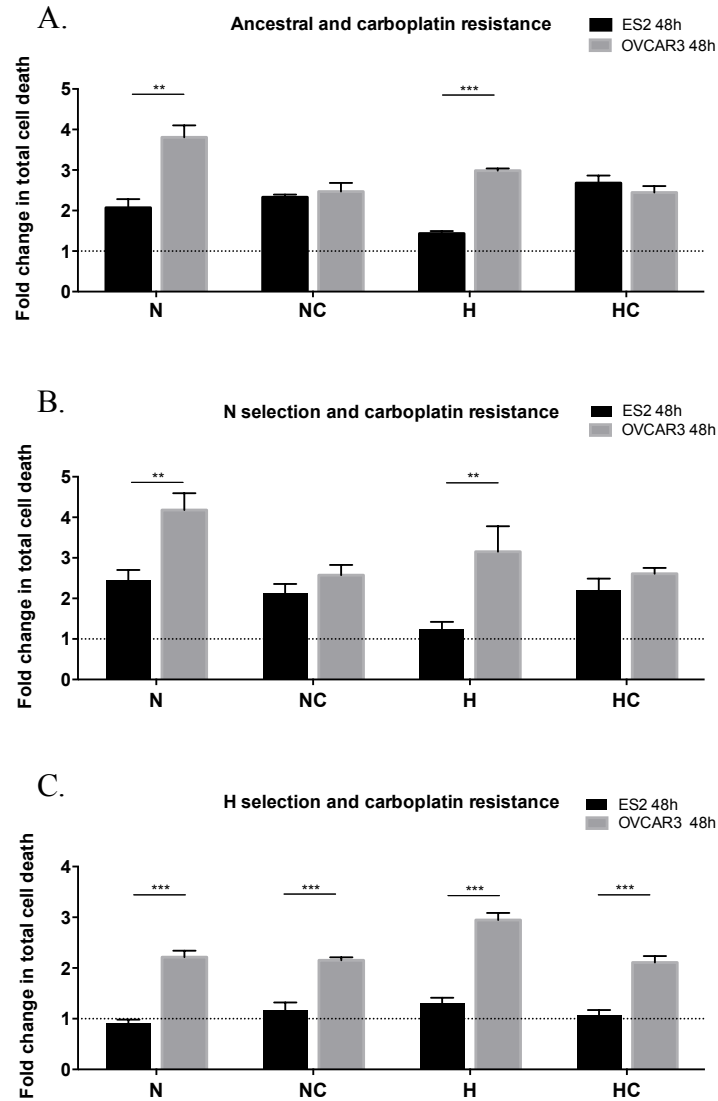 A.
Ancestral and carboplatin resistance
ES2 48h
OVCAR3 48h
Fold change in total cell death
5
4
3
2
1
0
**
***
N NC H HC
B.
N selection and carboplatin resistance
ES2 48h
OVCAR3 48h
Fold change in total cell death
5
4
3
2
1
0
**
**
N NC H HC
C.
H selection and carboplatin resistance
ES2 48h
OVCAR3 48h
Fold change in total cell death
4
3
2
1
0
*** *** *** ***
N NC H HC